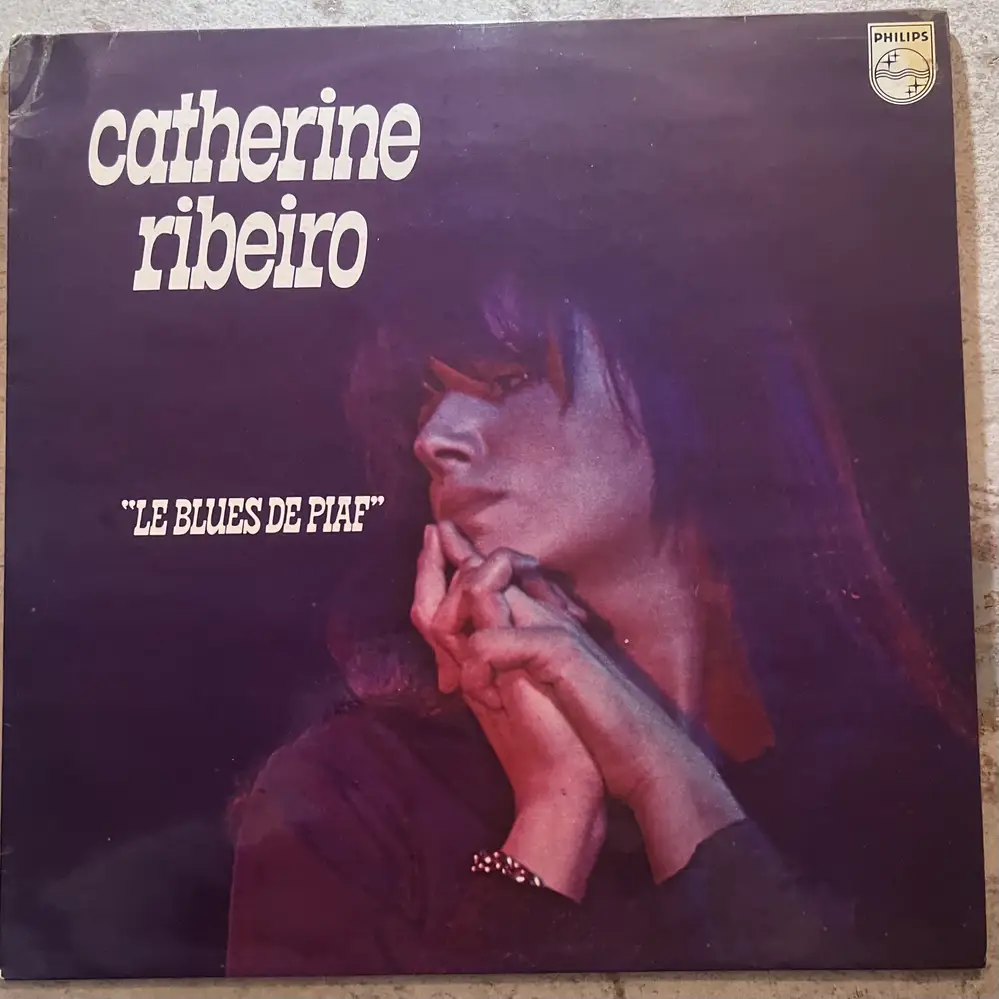 PHILIPS
catherine
ribeiro
“LE BLUES DE PIAF”